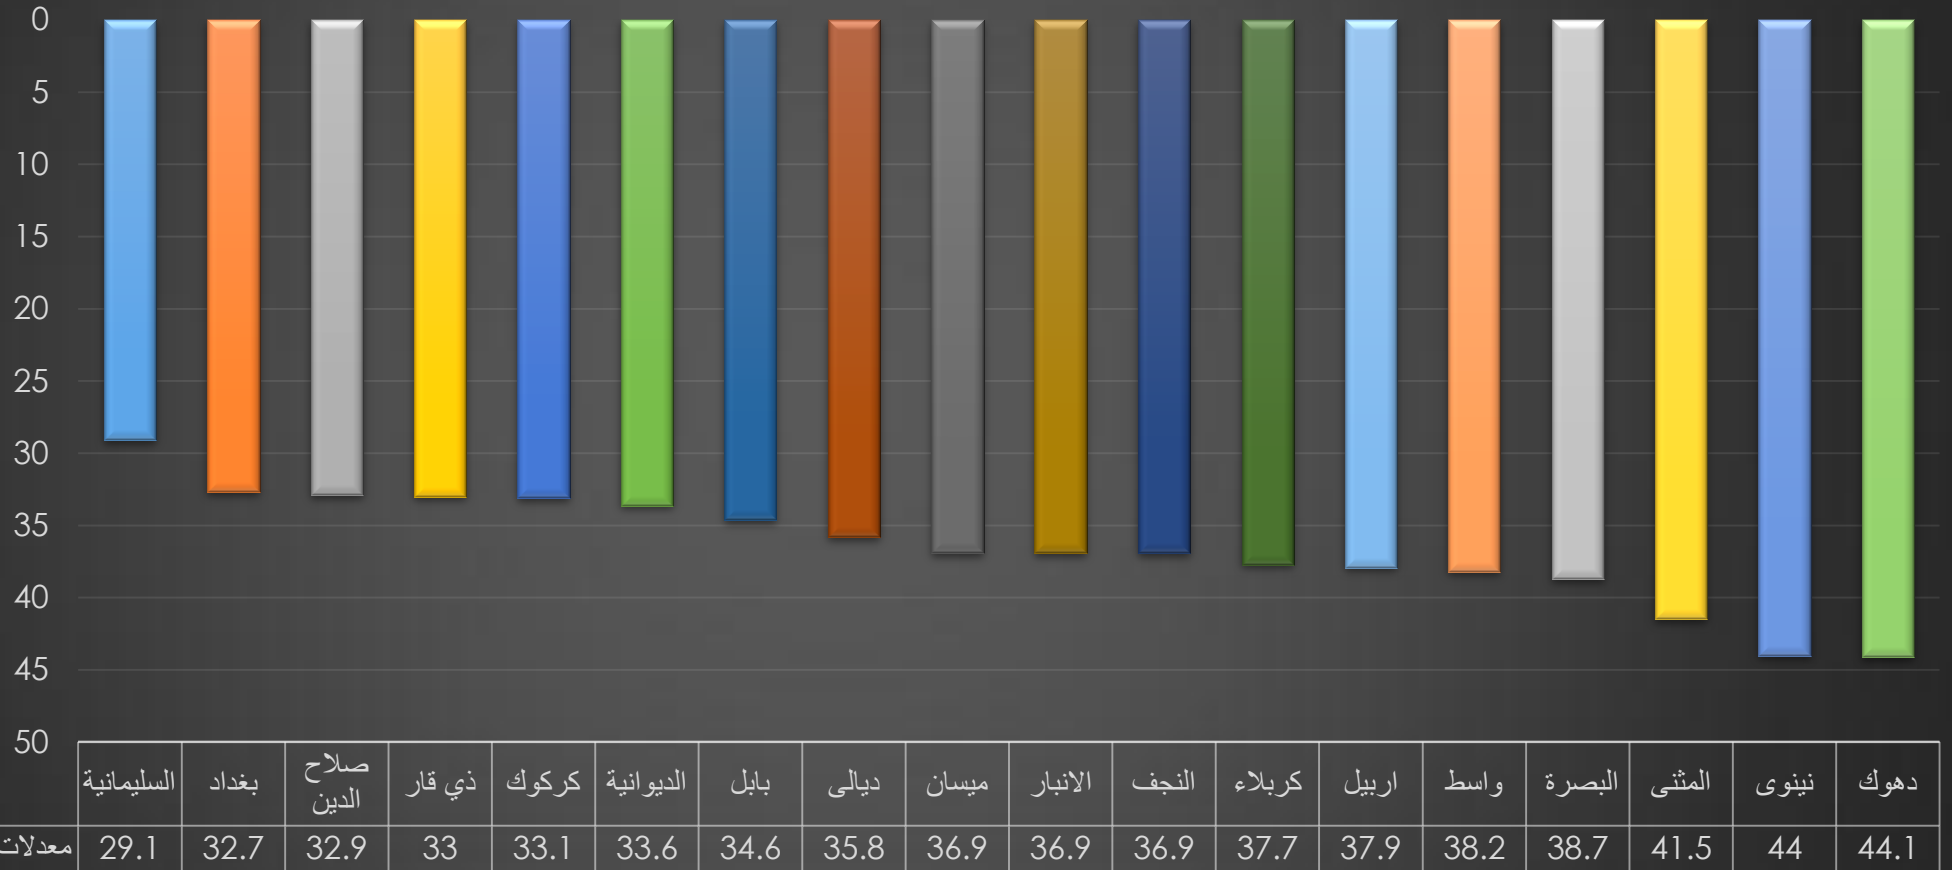 0
5
10
15
20
25
30
35
40
45
50
السليمانية
بغداد
صلاح
الدين
ذي قار
كركوك
الديوانية
بابل
ديالى
ميسان
الانبار
النجف
كربلاء
اربيل
واسط
البصرة
المثنى
نينوى
دهوك
معدلات 29.1 32.7 32.9 33 33.1 33.6 34.6 35.8 36.9 36.9 36.9 37.7 37.9 38.2 38.7 41.5 44 44.1